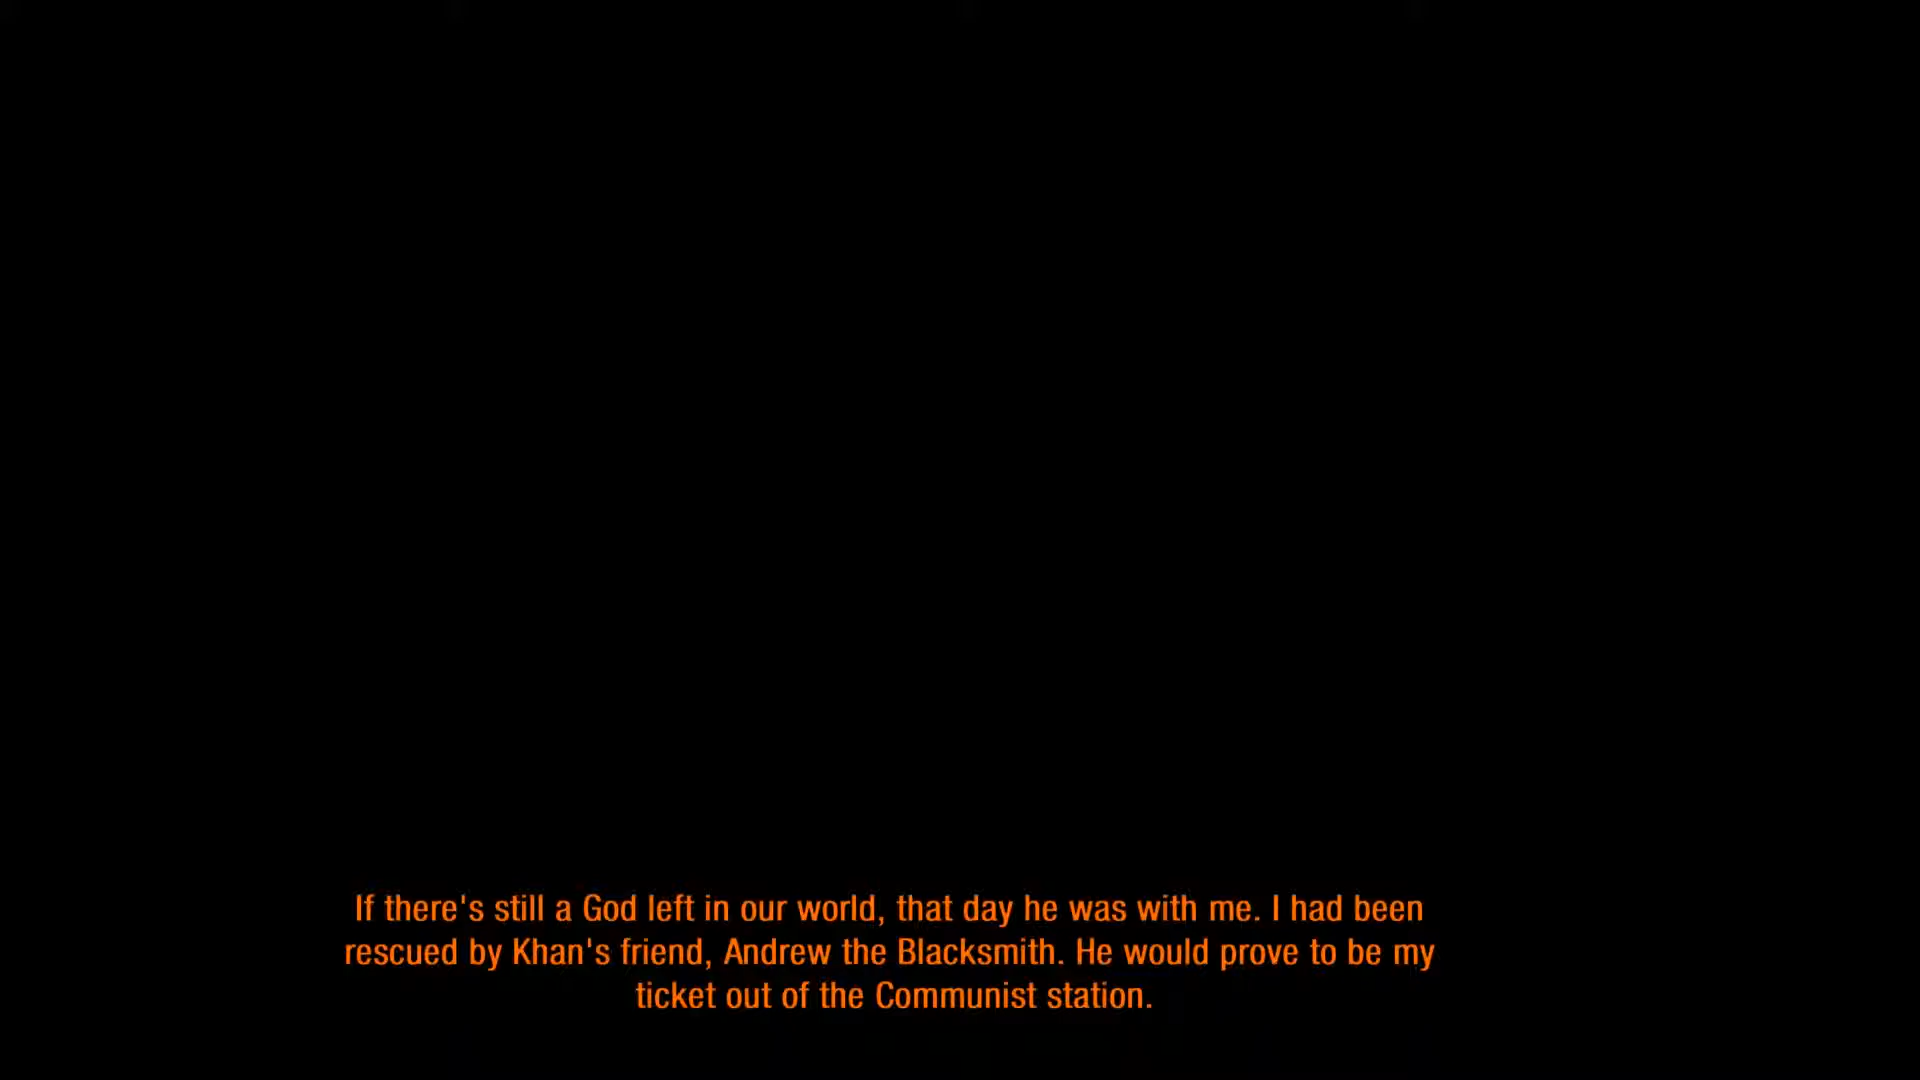 If there's still a God left in our world, that day he was with me. I had been
rescued by Khan's friend, Andrew the Blacksmith. He would prove to be my
ticket out of the Communist station.